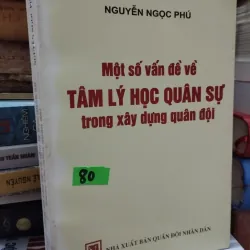 NGUYỄN NGỌC PHÚ
Một số vấn đề về
TÂM LÝ HỌC QUÂN SỰ
trong xây dựng quân đội
80
NHÀ XUẤT BẢN QUÂN ĐỘI NHÂN DÂN